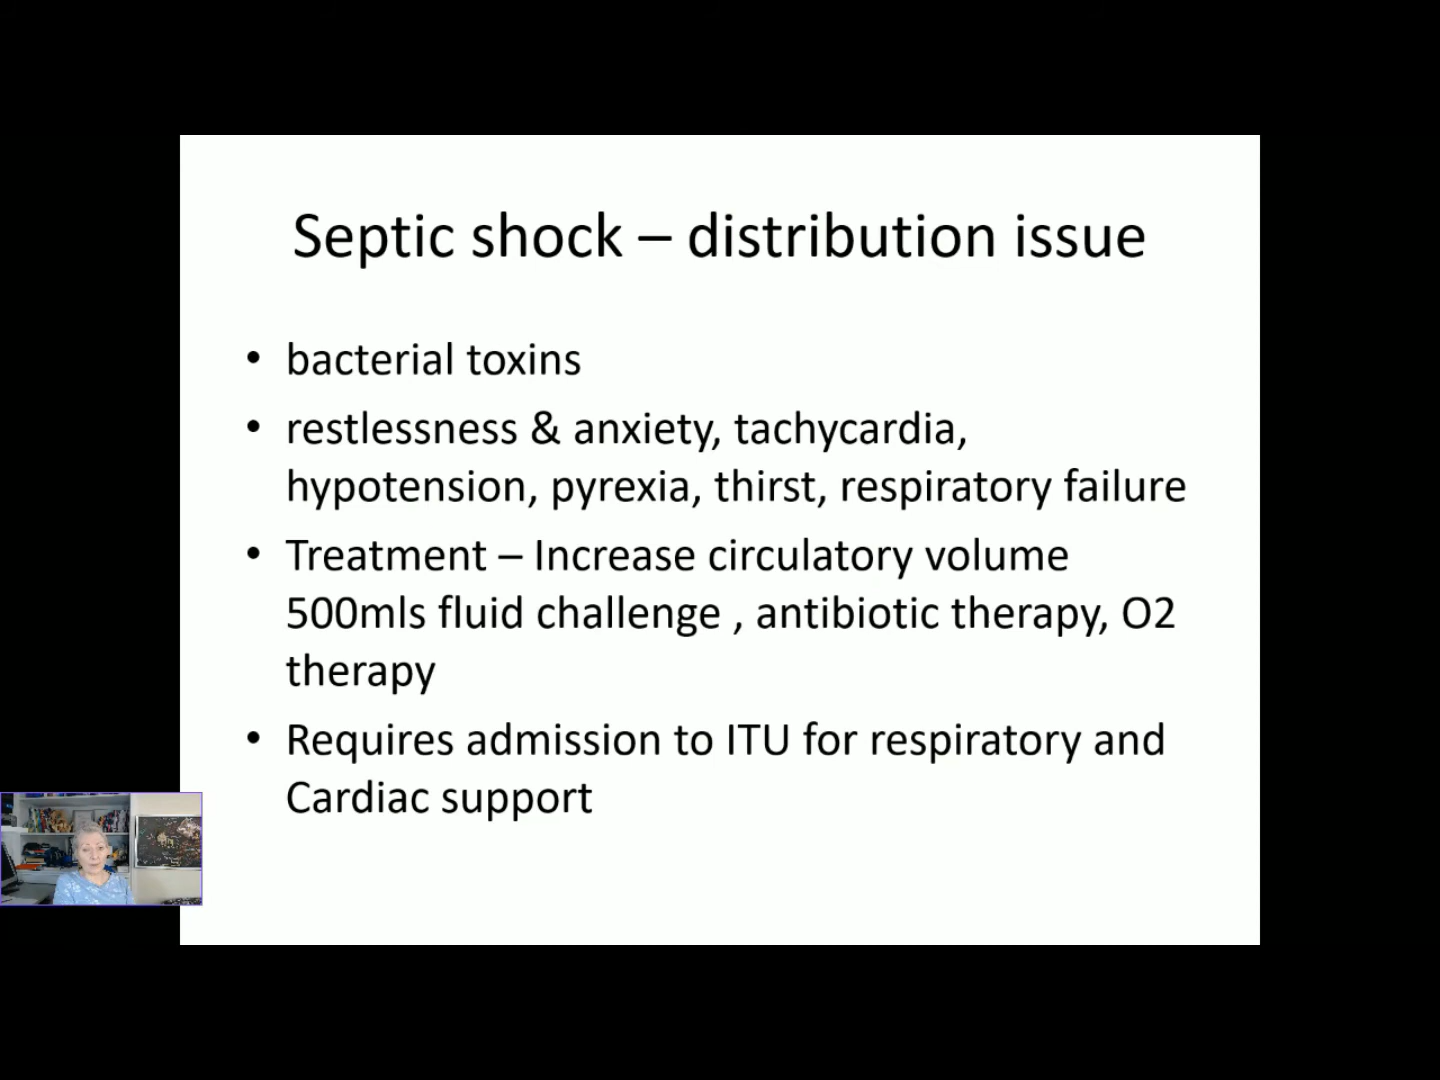 Septic shock – distribution issue
• bacterial toxins
• restlessness & anxiety, tachycardia,
hypotension, pyrexia, thirst, respiratory failure
• Treatment – Increase circulatory volume
500mls fluid challenge , antibiotic therapy, O2
therapy
• Requires admission to ITU for respiratory and
Cardiac support